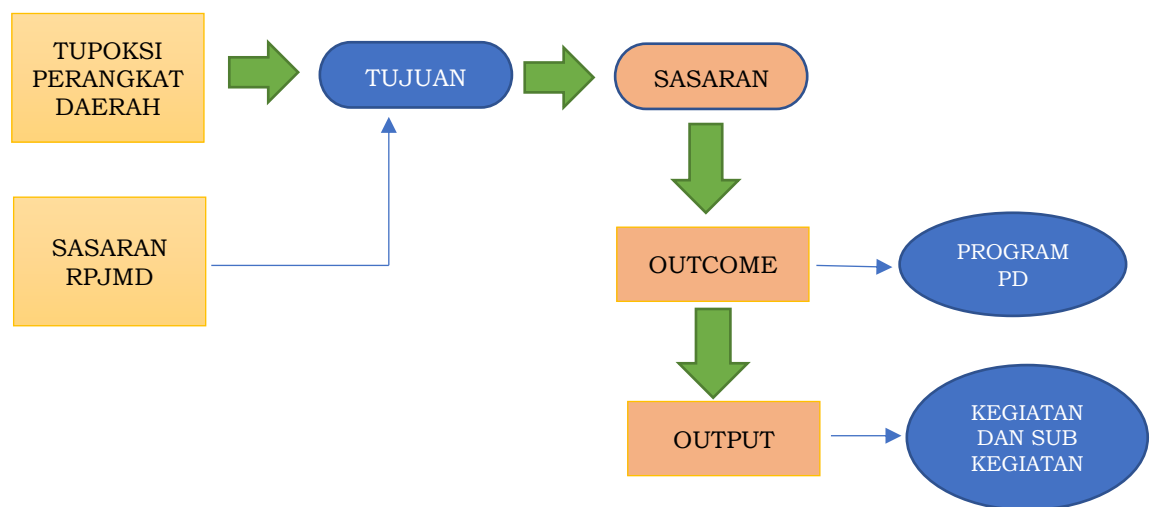 TUPOKSI
PERANGKAT
DAERAH
TUJUAN
SASARAN
SASARAN
RPJMD
OUTCOME
PROGRAM
PD
OUTPUT
KEGIATAN
DAN SUB
KEGIATAN